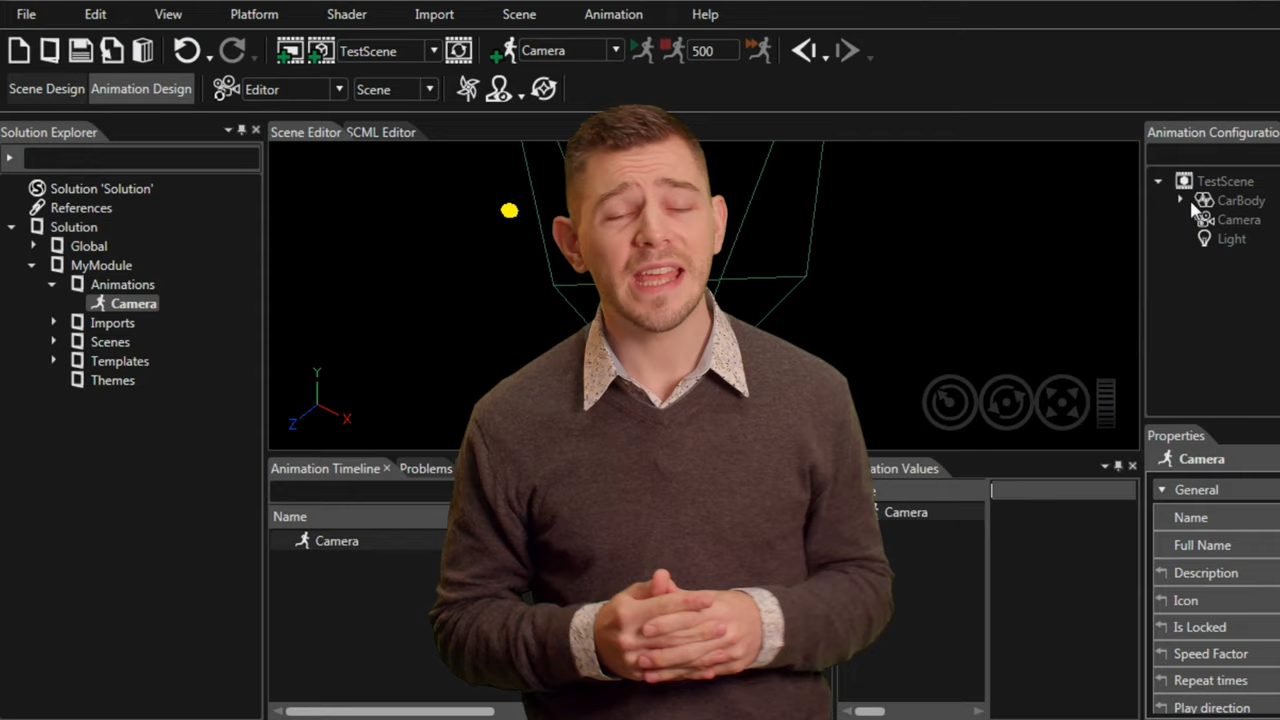 File Edit View Platform Shader Import Scene Animation Help
TestScene Camera 500
Scene Design Animation Design Editor Scene
Solution Explorer
Solution 'Solution'
References
Solution
Global
MyModule
Animations
Camera
Imports
Scenes
Templates
Themes
Scene Editor SCML Editor
Y
Z X
Animation Timeline Problems
Name
Camera
ation Values
e
Camera
Animation Configuratio
TestScene
CarBody
Camera
Light
Properties
Camera
General
Name
Full Name
Description
Icon
Is Locked
Speed Factor
Repeat times
Play direction